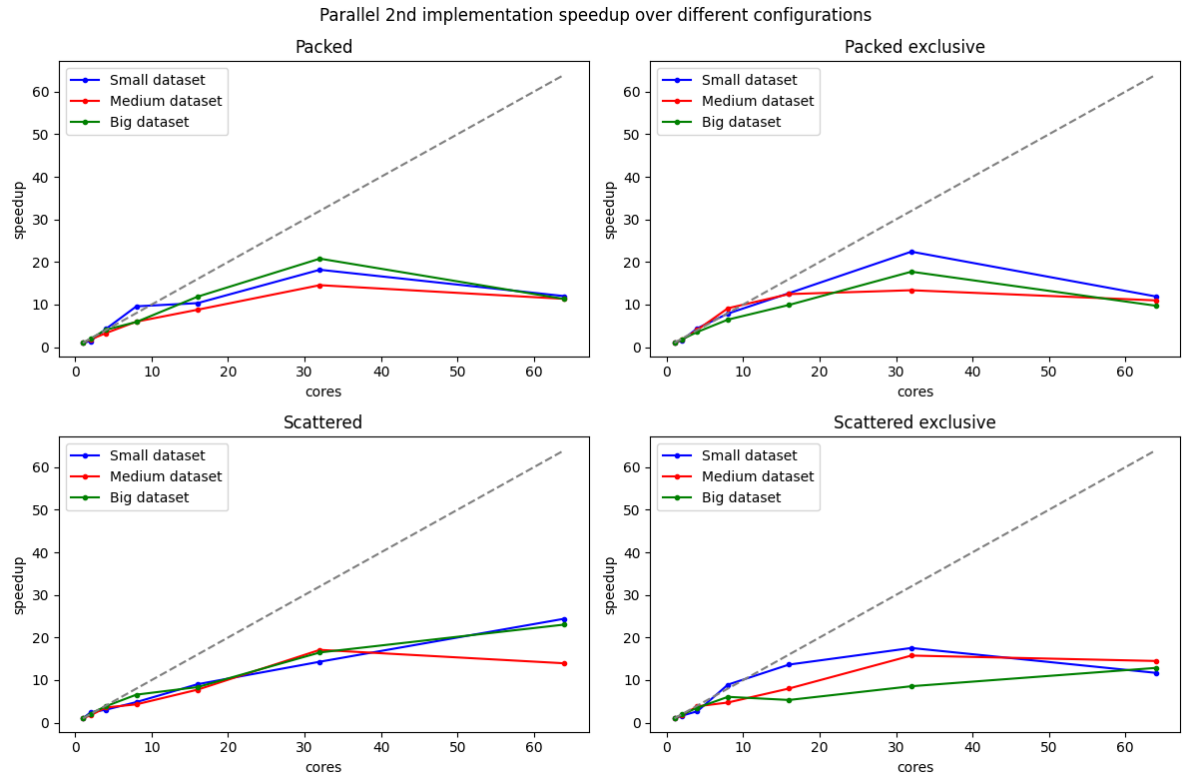 Parallel 2nd implementation speedup over different configurations
Packed
Small dataset
Medium dataset
Big dataset
60
50
40
30
20
10
0
speedup
0 10 20 30 40 50 60
cores
Packed exclusive
Small dataset
Medium dataset
Big dataset
60
50
40
30
20
10
0
speedup
0 10 20 30 40 50 60
cores
Scattered
Small dataset
Medium dataset
Big dataset
60
50
40
30
20
10
0
speedup
0 10 20 30 40 50 60
cores
Scattered exclusive
Small dataset
Medium dataset
Big dataset
60
50
40
30
20
10
0
speedup
0 10 20 30 40 50 60
cores